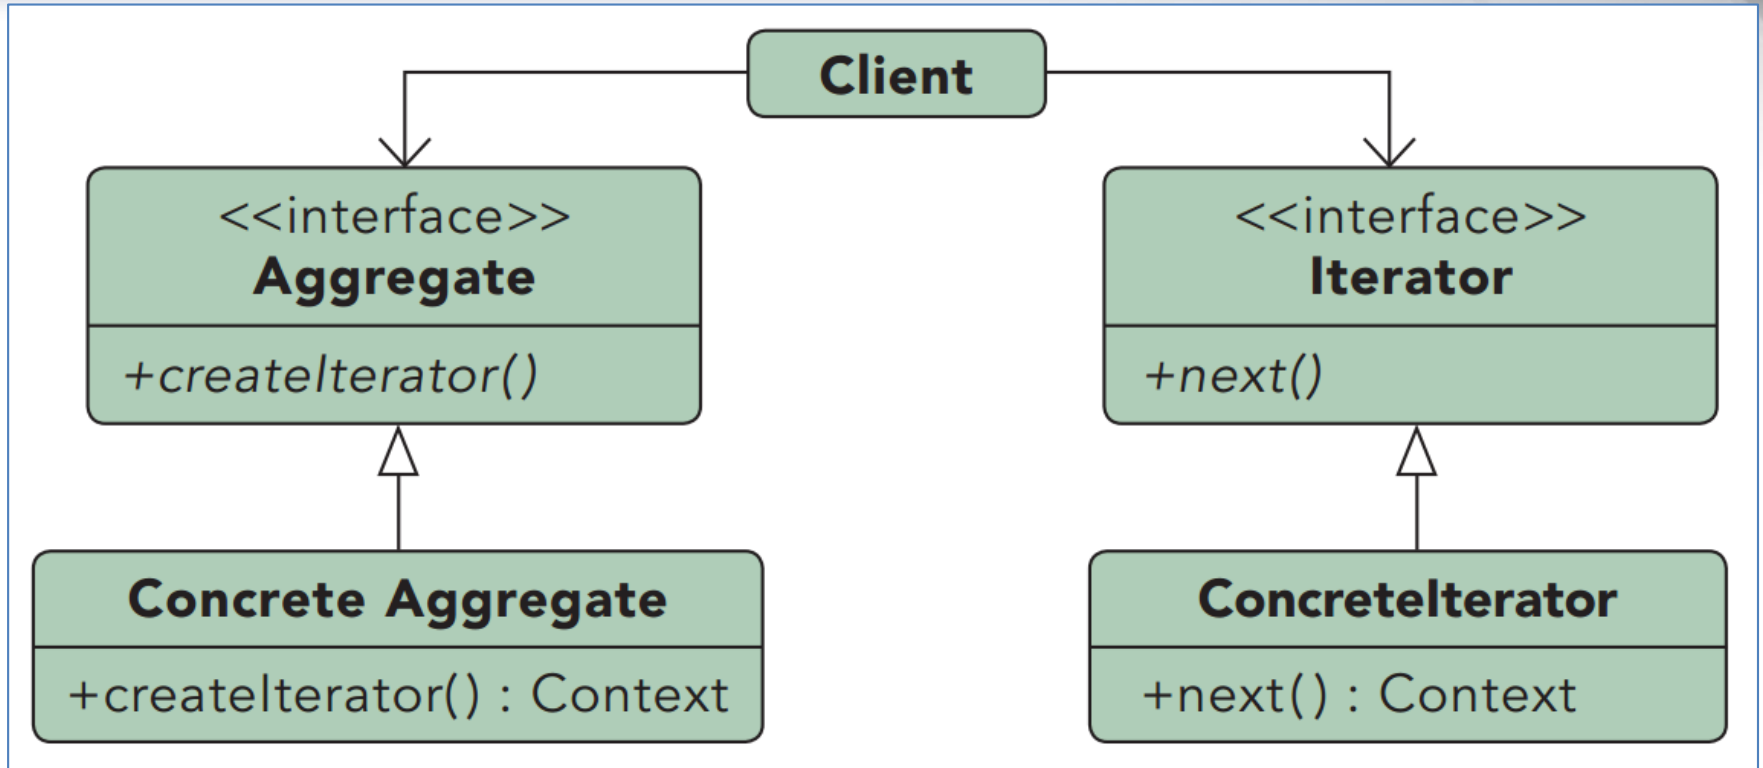 Client
<<interface>>
Aggregate
+createIterator()
<<interface>>
Iterator
+next()
Concrete Aggregate
+createIterator() : Context
ConcreteIterator
+next() : Context